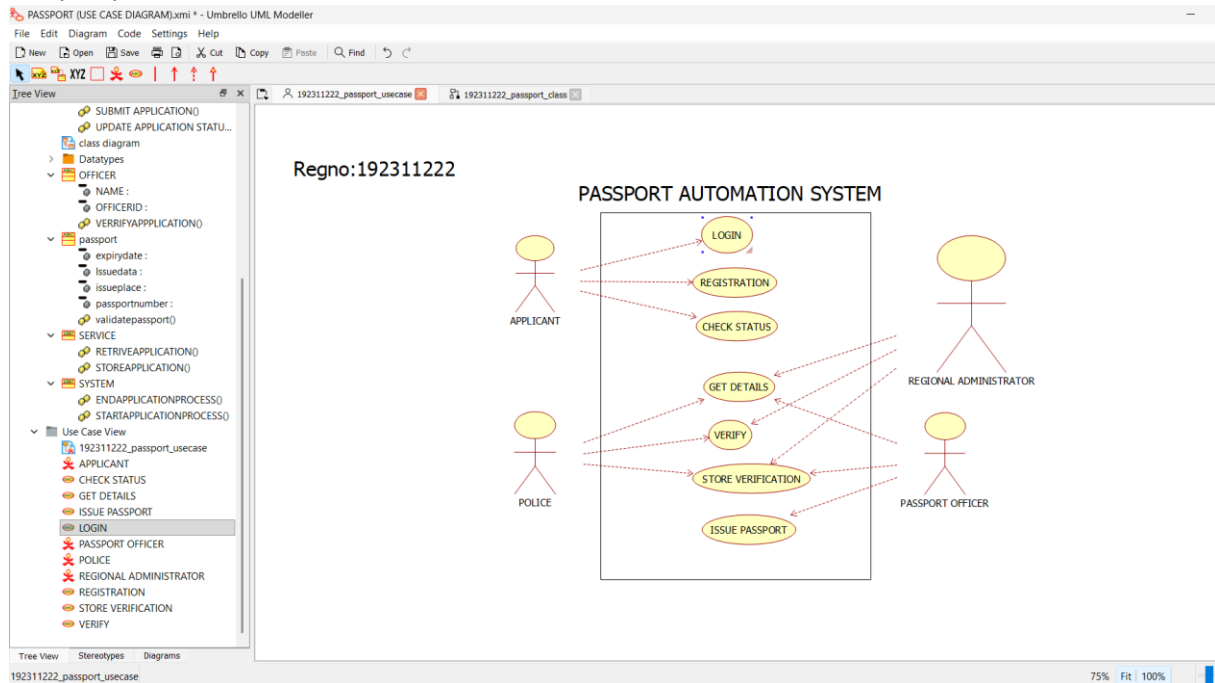 PASSPORT (USE CASE DIAGRAM).xmi * - Umbrello UML Modeller
File Edit Diagram Code Settings Help
New Open Save Cut Copy Paste Find
XYZ XYZ
Tree View
192311222_passport_usecase 192311222_passport_class
SUBMIT APPLICATION()
UPDATE APPLICATION STATU...
class diagram
Datatypes
OFFICER
NAME :
OFFICERID :
VERRIFYAPPPLICATION()
passport
expirydate :
Issuedata :
issueplace :
passportnumber :
validatepassport()
SERVICE
RETRIVEAPPLICATION()
STOREAPPLICATION()
SYSTEM
ENDAPPLICATIONPROCESS()
STARTAPPLICATIONPROCESS()
Use Case View
192311222_passport_usecase
APPLICANT
CHECK STATUS
GET DETAILS
ISSUE PASSPORT
LOGIN
PASSPORT OFFICER
POLICE
REGIONAL ADMINISTRATOR
REGISTRATION
STORE VERIFICATION
VERIFY
Tree View Stereotypes Diagrams
Regno:192311222
PASSPORT AUTOMATION SYSTEM
LOGIN
REGISTRATION
APPLICANT
CHECK STATUS
GET DETAILS
REGIONAL ADMINISTRATOR
VERIFY
STORE VERIFICATION
POLICE
PASSPORT OFFICER
ISSUE PASSPORT
192311222_passport_usecase
75% Fit 100%